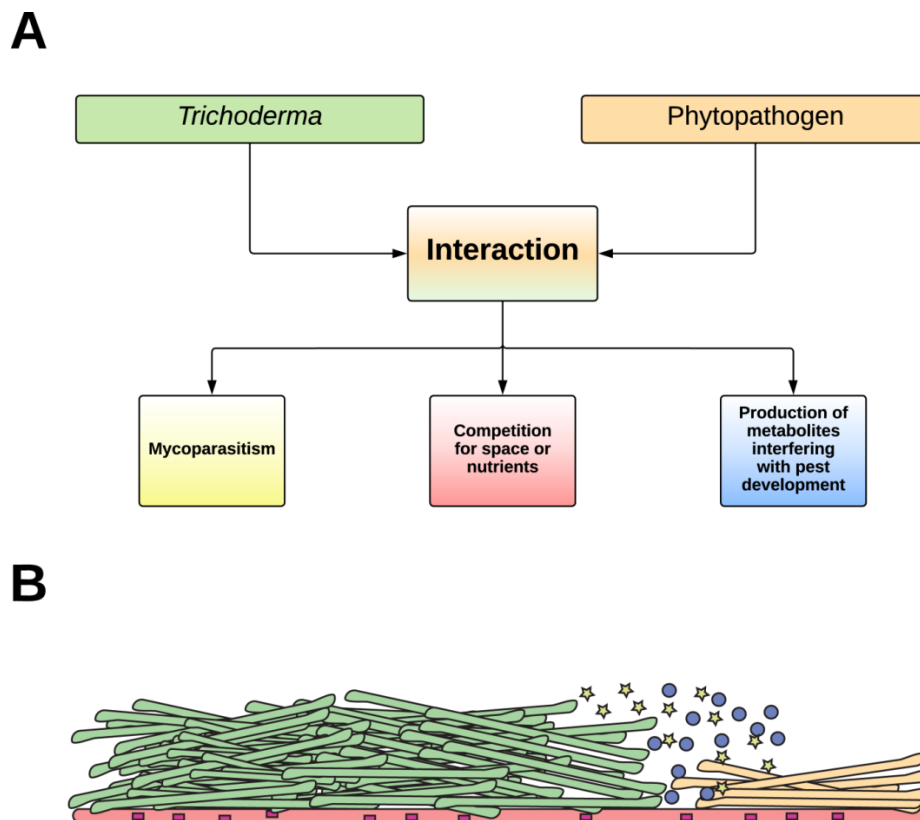 A
Trichoderma
Phytopathogen
Interaction
Mycoparasitism
Competition
for space or
nutrients
Production of
metabolites
interfering
with pest
development
B